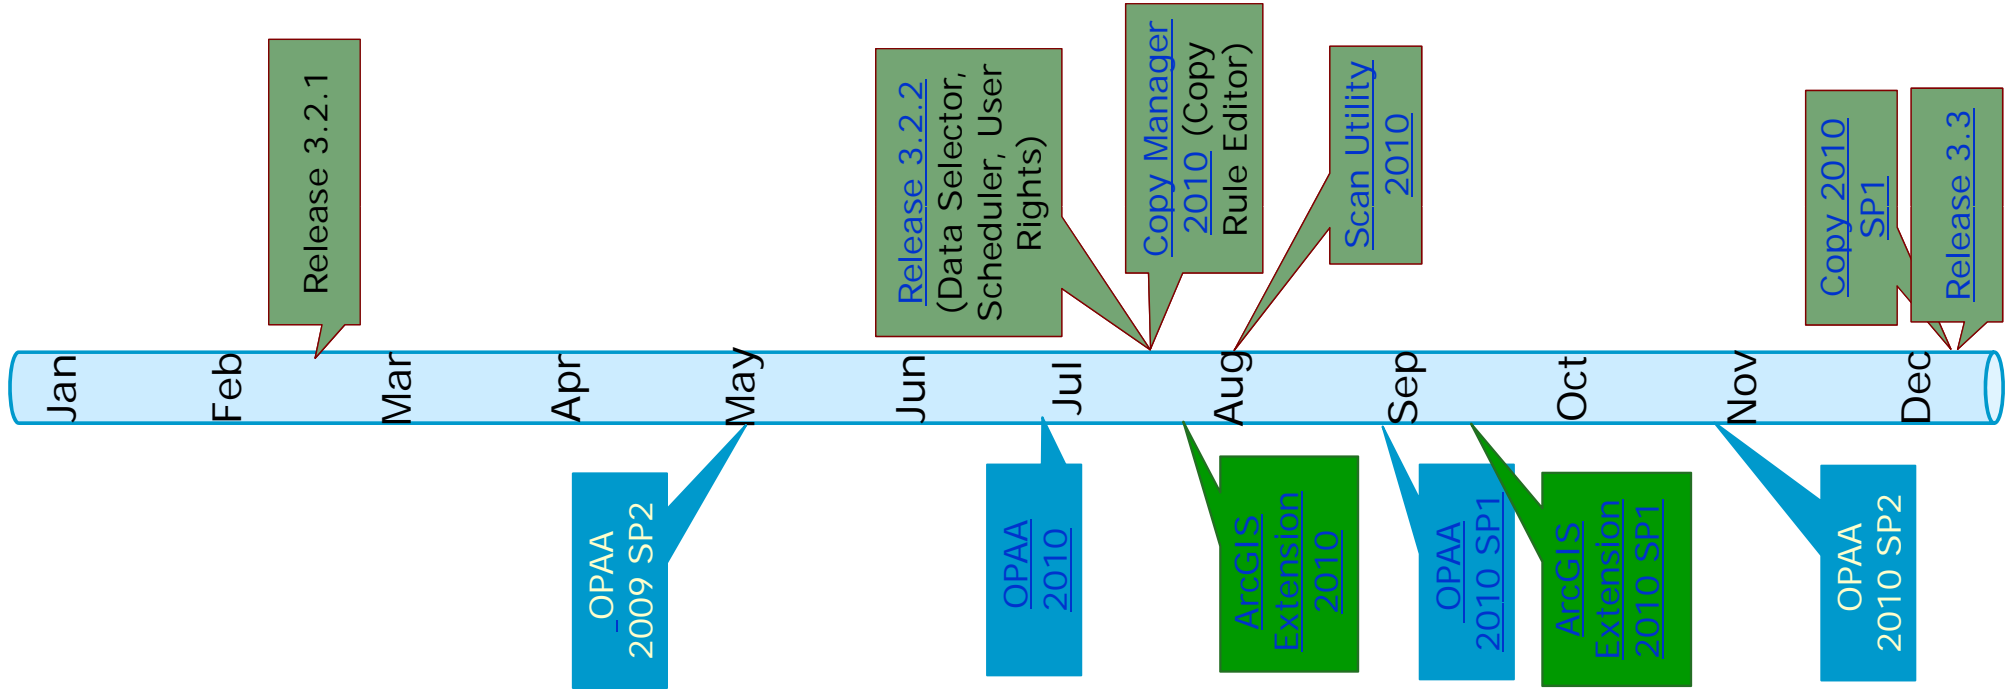 Release 3.2.1
Release 3.2.2
(Data Selector,
Scheduler, User
Rights)
Copy Manager
2010 (Copy
Rule Editor)
Scan Utility
2010
Copy 2010
SP1
Release 3.3
Jan
Feb
Mar
Apr
May
Jun
Jul
Aug
Sep
Oct
Nov
Dec
OPAA
2009 SP2
OPAA
2010
ArcGIS
Extension
2010
OPAA
2010 SP1
ArcGIS
Extension
2010 SP1
OPAA
2010 SP2